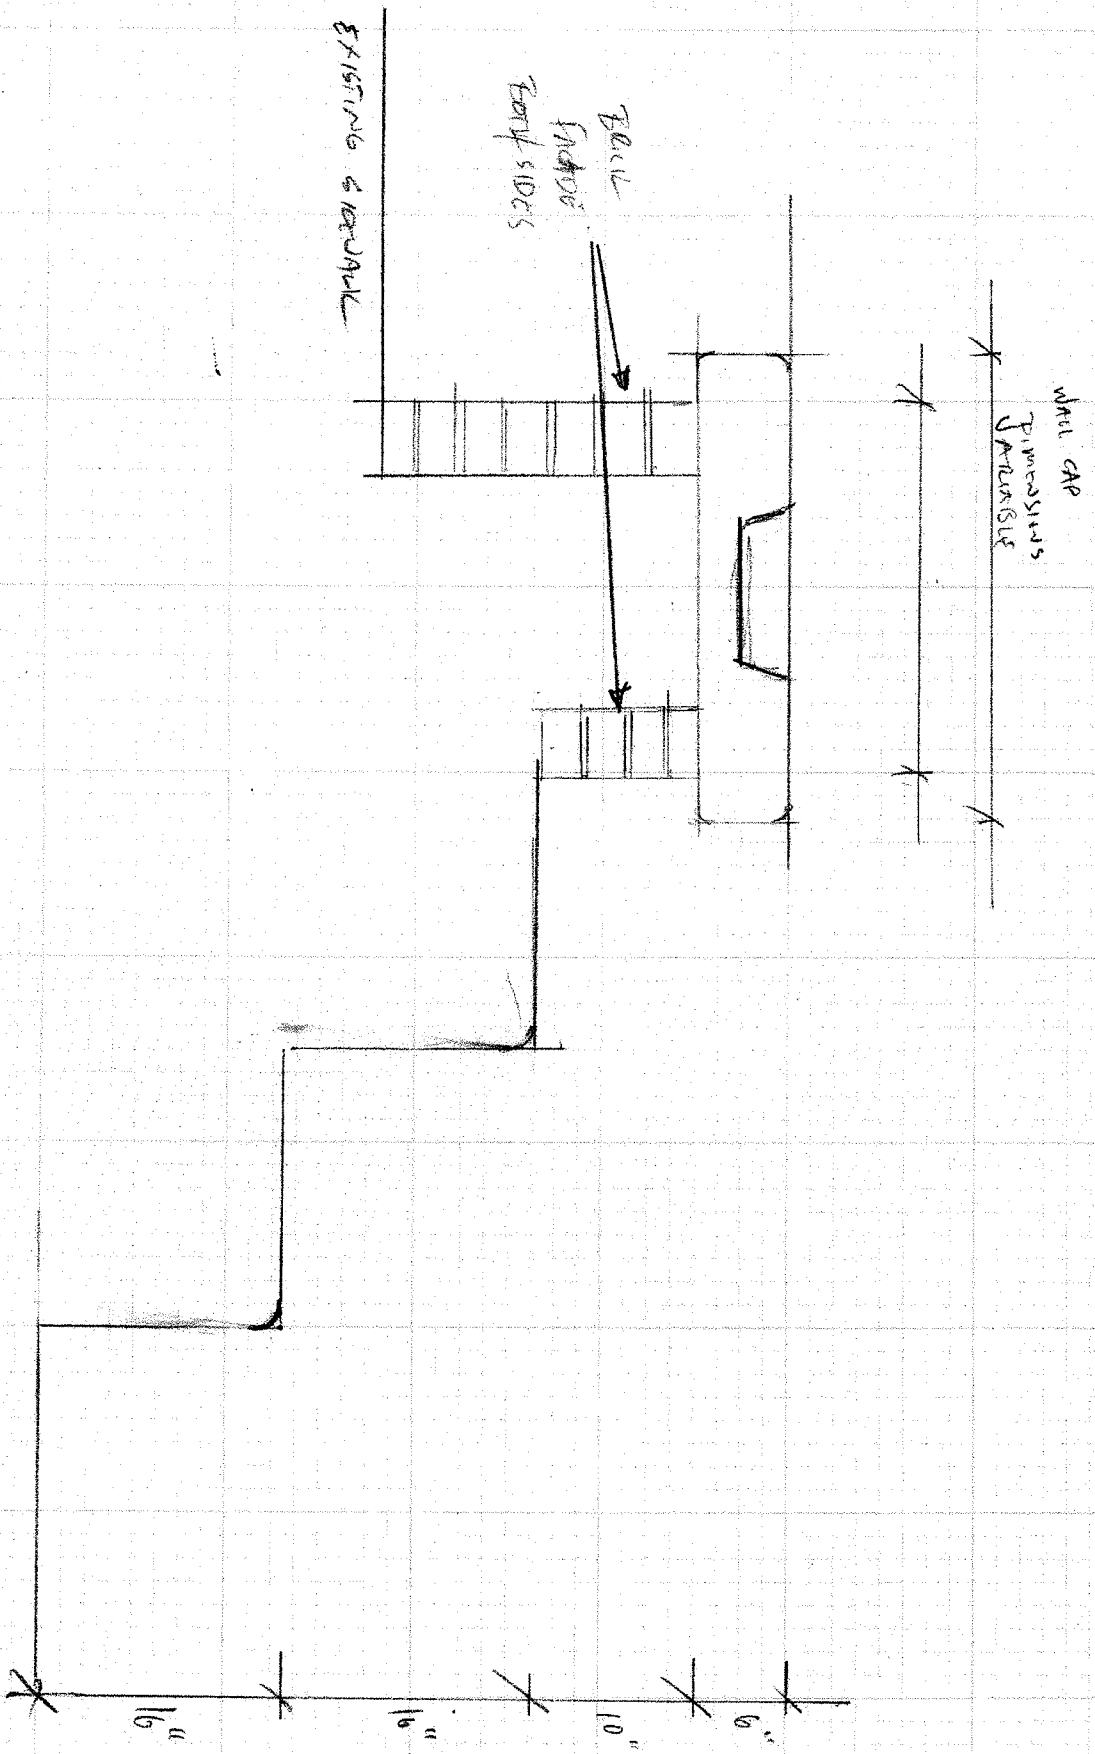 WALL CAP
DIMENSIONS
VARIABLE
BRICK
FACADE
BOTH SIDES
EXISTING SIDEWALK
6"
10"
16"
16"